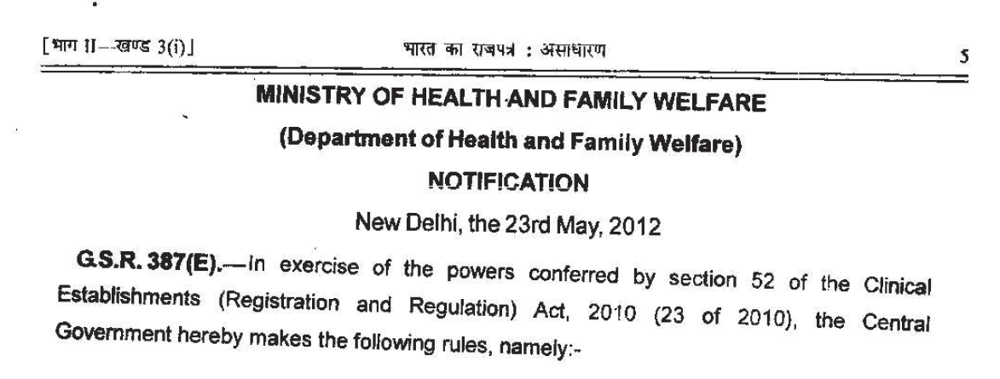 [भाग II—खण्ड 3(i)] भारत का राजपत्र : असाधारण 5
MINISTRY OF HEALTH AND FAMILY WELFARE
(Department of Health and Family Welfare)
NOTIFICATION
New Delhi, the 23rd May, 2012
G.S.R. 387(E).—In exercise of the powers conferred by section 52 of the Clinical
Establishments (Registration and Regulation) Act, 2010 (23 of 2010), the Central
Government hereby makes the following rules, namely:-